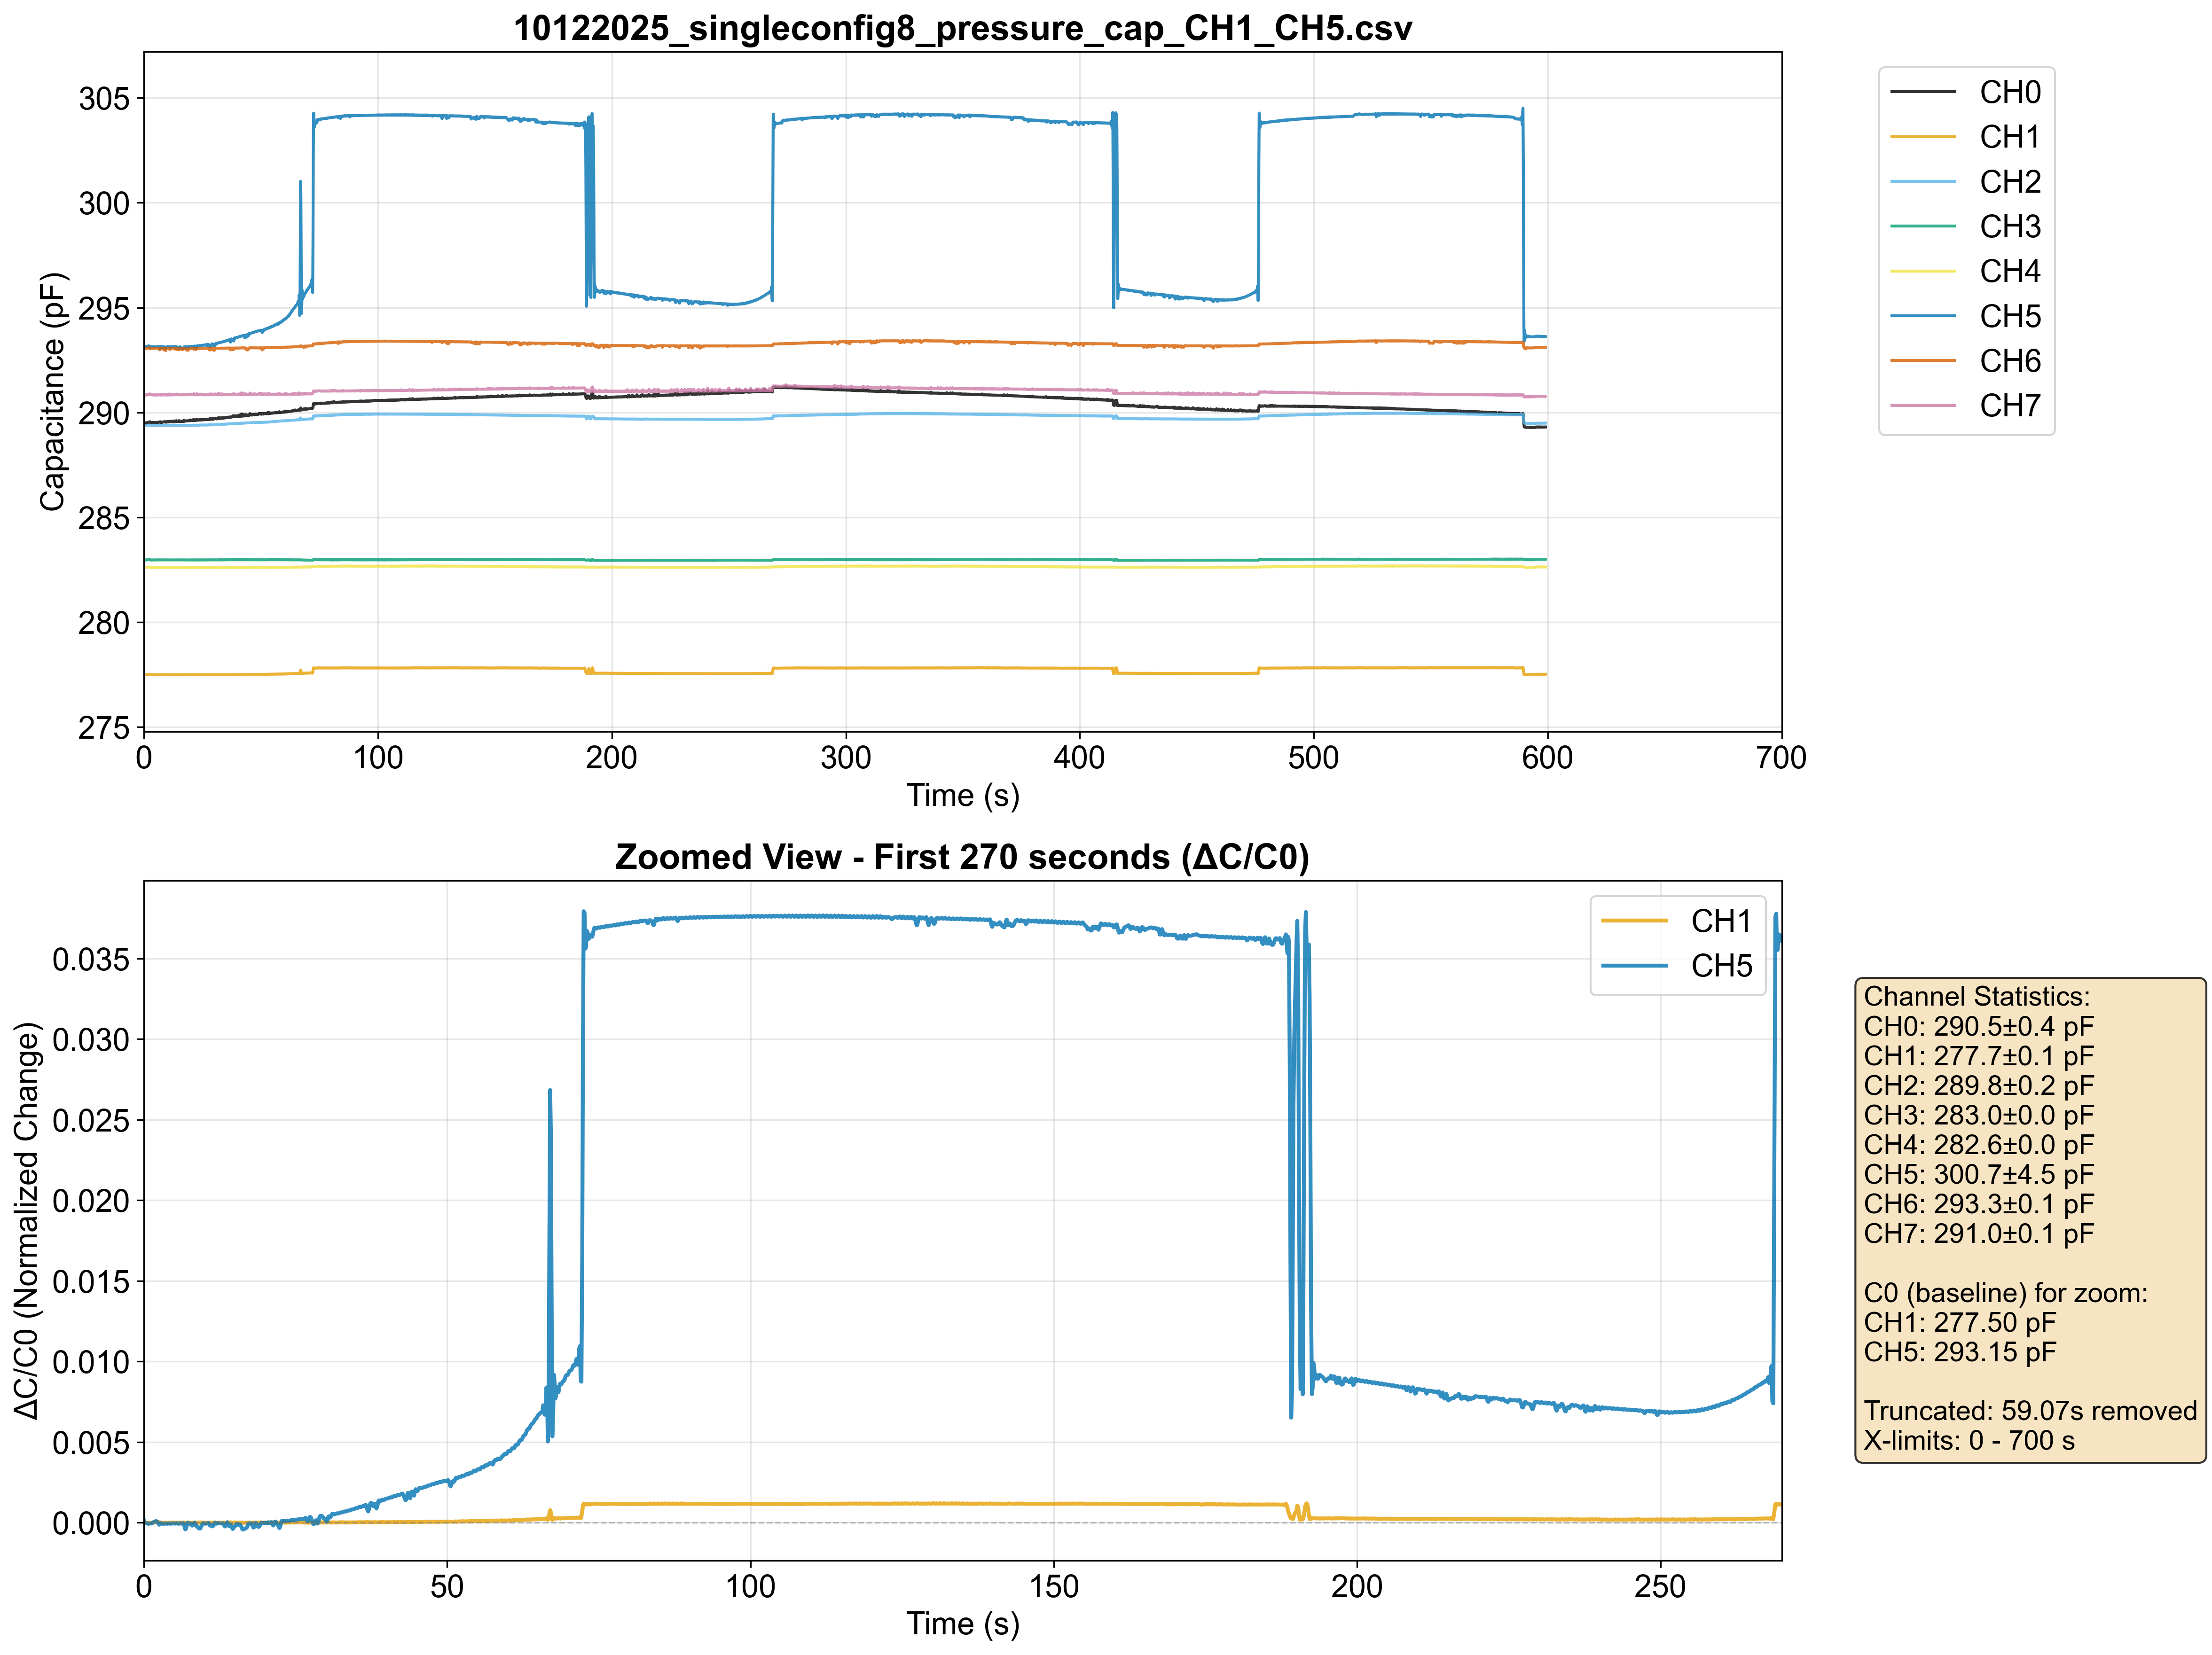 10122025_singleconfig8_pressure_cap_CH1_CH5.csv
Capacitance (pF)
305
300
295
290
285
280
275
0 100 200 300 400 500 600 700
Time (s)
CH0
CH1
CH2
CH3
CH4
CH5
CH6
CH7
Zoomed View - First 270 seconds (ΔC/C0)
ΔC/C0 (Normalized Change)
0.035
0.030
0.025
0.020
0.015
0.010
0.005
0.000
0 50 100 150 200 250
Time (s)
CH1
CH5
Channel Statistics:
CH0: 290.5±0.4 pF
CH1: 277.7±0.1 pF
CH2: 289.8±0.2 pF
CH3: 283.0±0.0 pF
CH4: 282.6±0.0 pF
CH5: 300.7±4.5 pF
CH6: 293.3±0.1 pF
CH7: 291.0±0.1 pF
C0 (baseline) for zoom:
CH1: 277.50 pF
CH5: 293.15 pF
Truncated: 59.07s removed
X-limits: 0 - 700 s